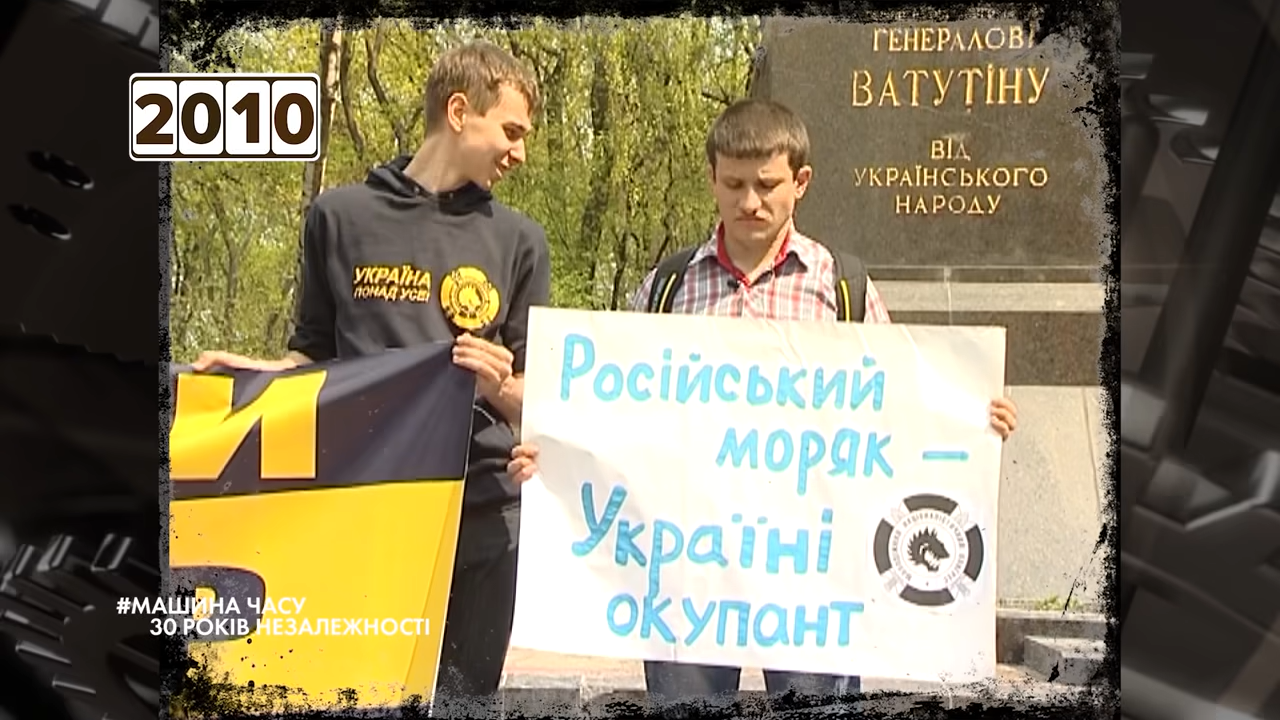 2010
ГЕНЕРАЛОВІ
ВАТУТІНУ
ВІД
УКРАЇНСЬКОГО
НАРОДУ
УКРАЇНА
ПОНАД УСЕ!
И
Російський
моряк –
Україні
окупант
#МАШИНА ЧАСУ
30 РОКІВ НЕЗАЛЕЖНОСТІ